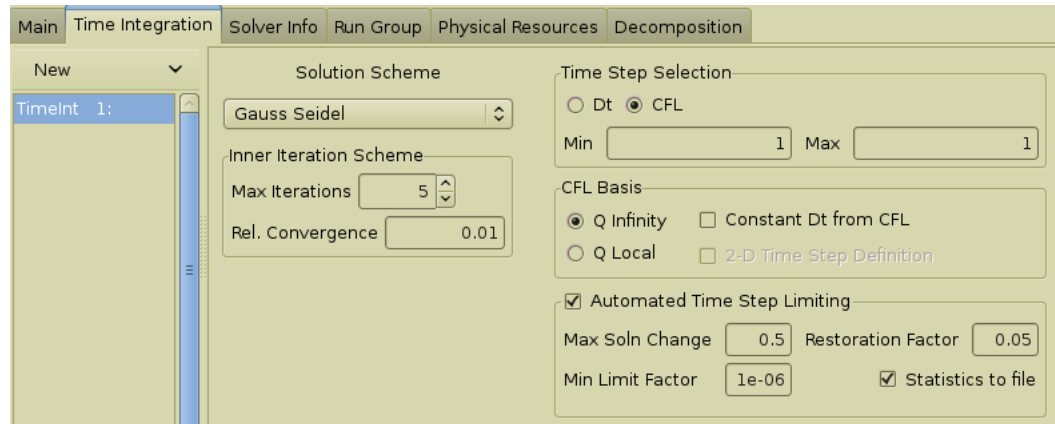 Main Time Integration Solver Info Run Group Physical Resources Decomposition
New
TimeInt 1:
Solution Scheme
Gauss Seidel
Inner Iteration Scheme
Max Iterations 5
Rel. Convergence 0.01
Time Step Selection
Dt CFL
Min 1 Max 1
CFL Basis
Q Infinity Constant Dt from CFL
Q Local 2-D Time Step Definition
Automated Time Step Limiting
Max Soln Change 0.5 Restoration Factor 0.05
Min Limit Factor 1e-06 Statistics to file